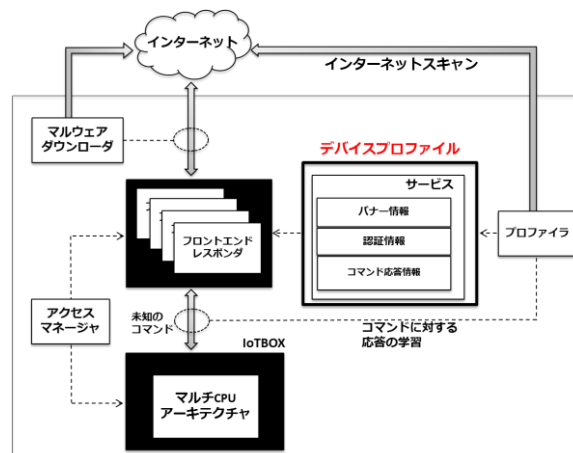 インターネット
インターネットスキャン
マルウェア
ダウンローダ
デバイスプロファイル
サービス
バナー情報
認証情報
コマンド応答情報
プロファイラ
フロントエンド
レスポンダ
アクセス
マネージャ
未知の
コマンド
IoTBOX
コマンドに対する
応答の学習
マルチCPU
アーキテクチャ